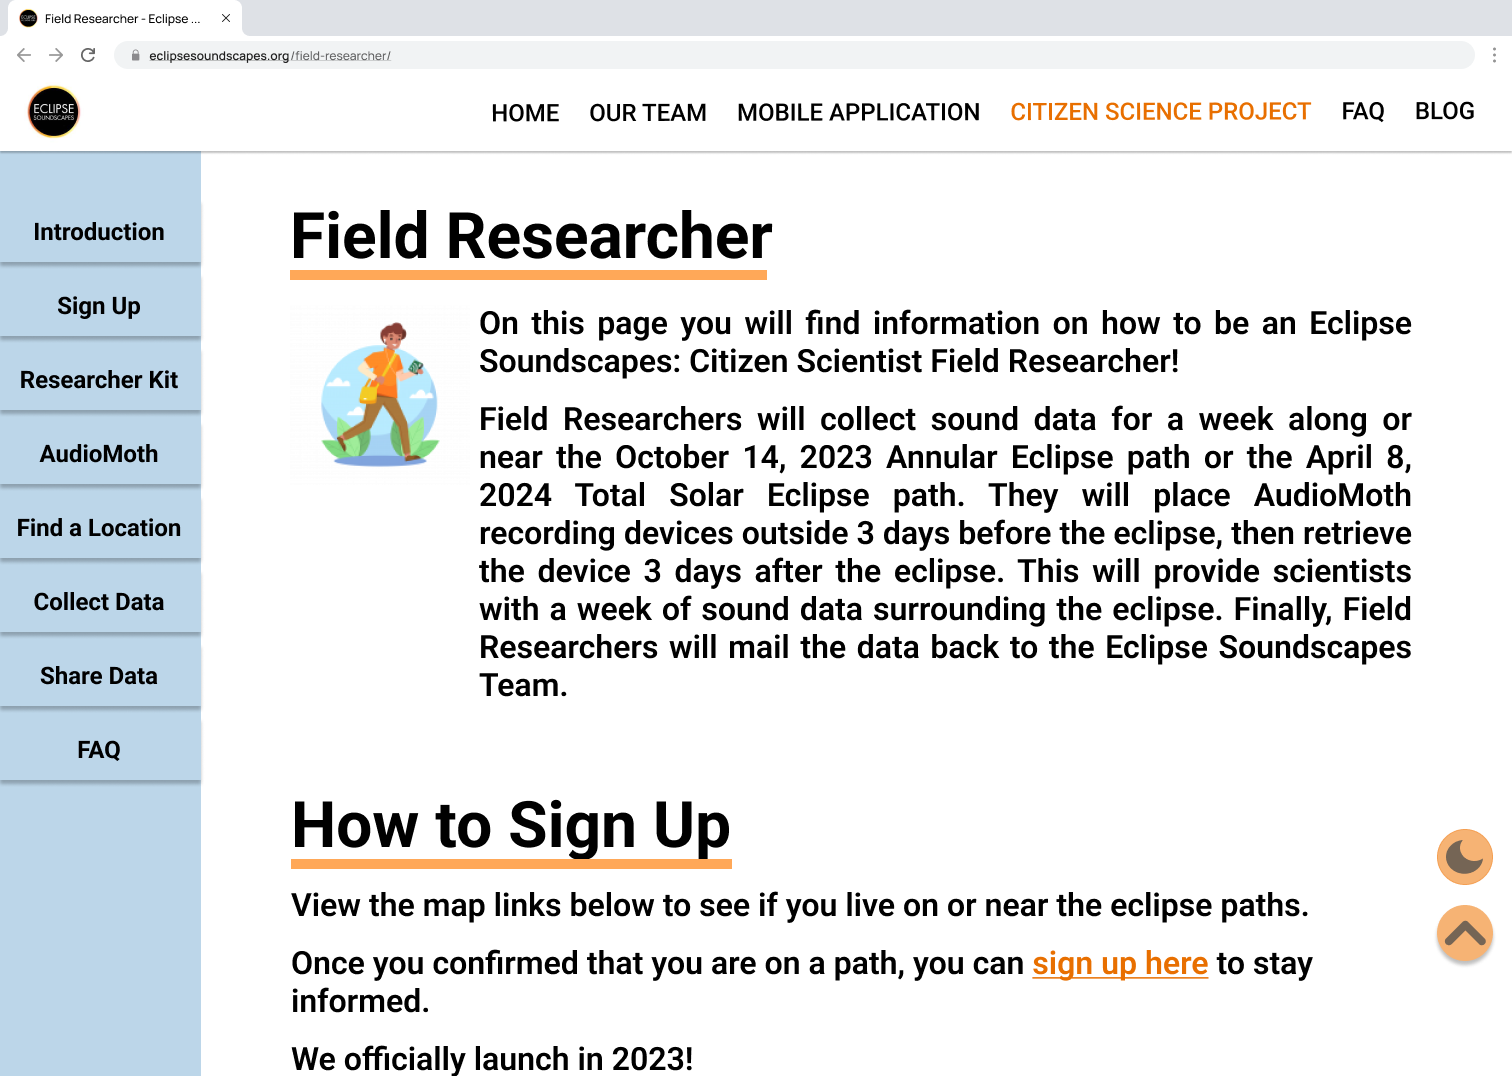 Field Researcher - Eclipse ...
eclipsesoundscapes.org/field-researcher/
ECLIPSE
SOUNDSCAPES
HOME OUR TEAM MOBILE APPLICATION CITIZEN SCIENCE PROJECT FAQ BLOG
Introduction
Sign Up
Researcher Kit
AudioMoth
Find a Location
Collect Data
Share Data
FAQ
Field Researcher
On this page you will find information on how to be an Eclipse
Soundscapes: Citizen Scientist Field Researcher!
Field Researchers will collect sound data for a week along or
near the October 14, 2023 Annular Eclipse path or the April 8,
2024 Total Solar Eclipse path. They will place AudioMoth
recording devices outside 3 days before the eclipse, then retrieve
the device 3 days after the eclipse. This will provide scientists
with a week of sound data surrounding the eclipse. Finally, Field
Researchers will mail the data back to the Eclipse Soundscapes
Team.
How to Sign Up
View the map links below to see if you live on or near the eclipse paths.
Once you confirmed that you are on a path, you can sign up here to stay
informed.
We officially launch in 2023!